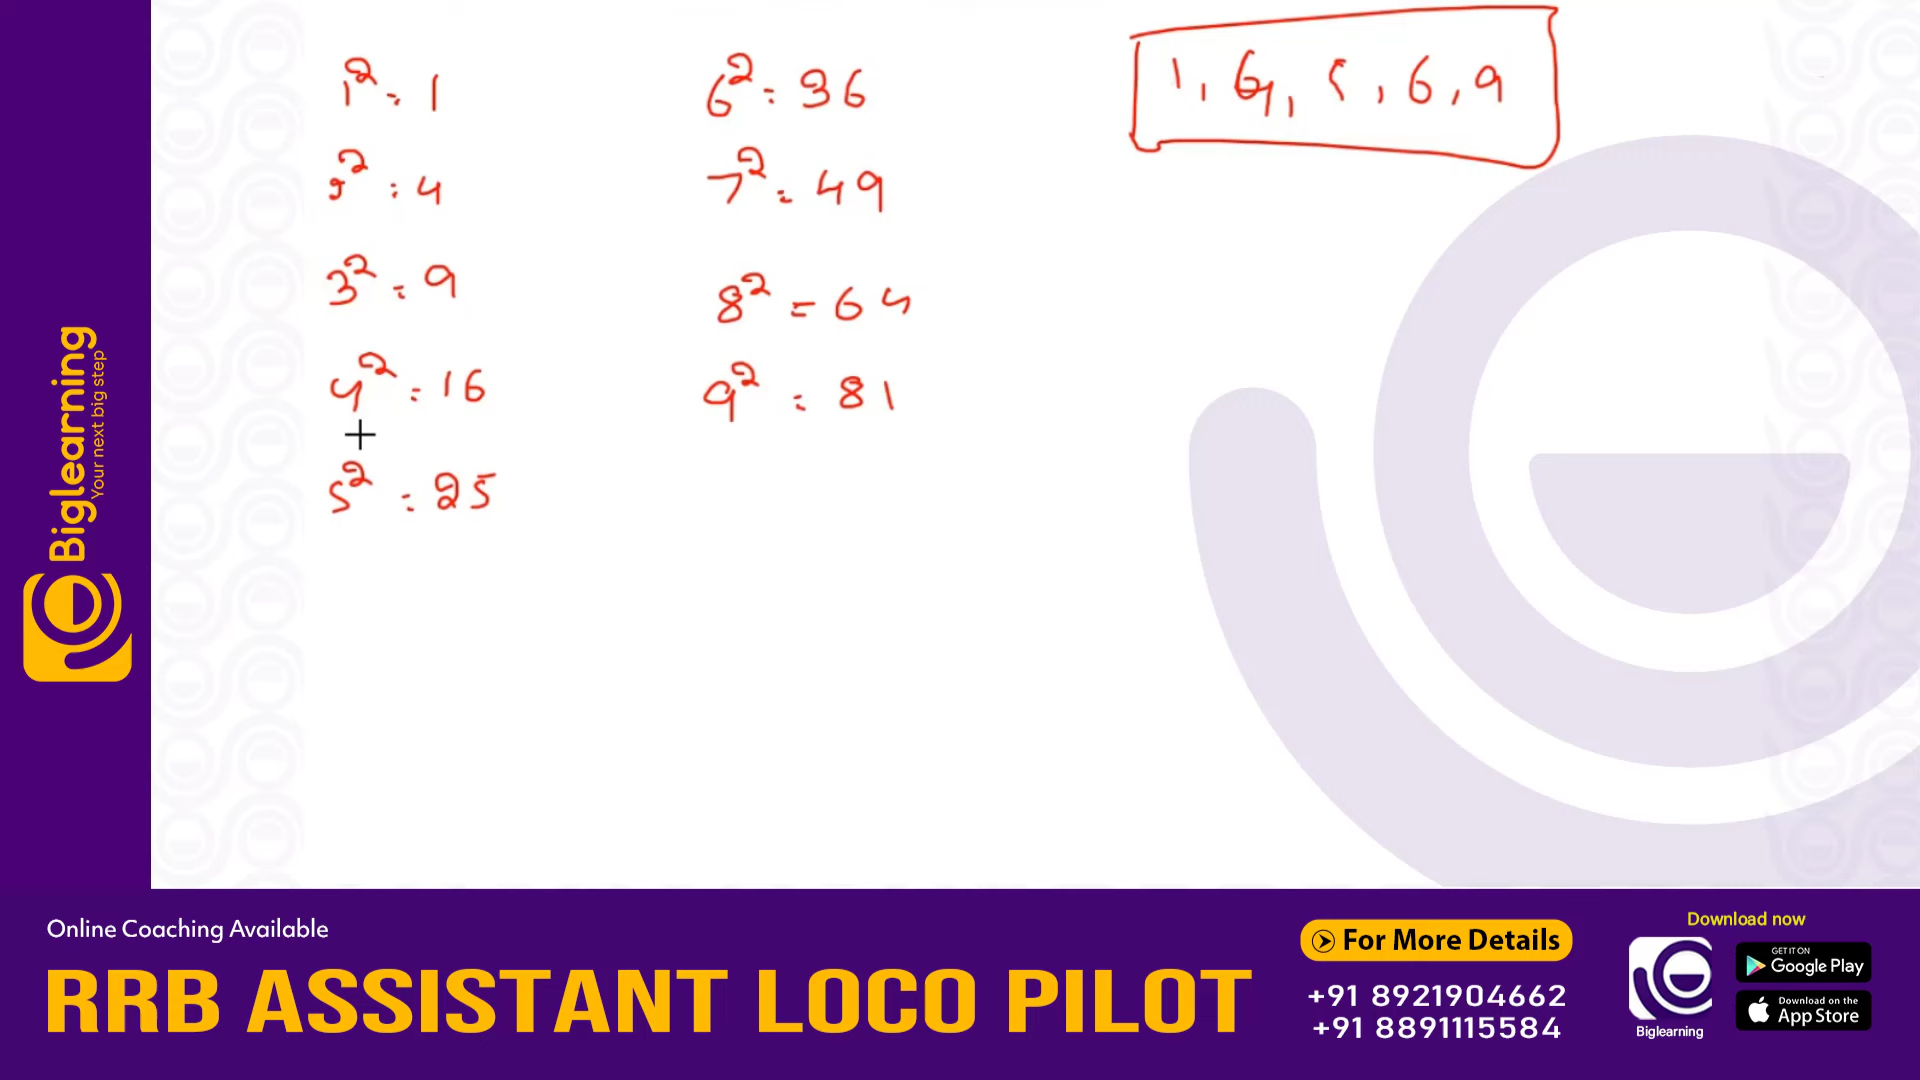 1² = 1
2² = 4
3² = 9
4² = 16
5² = 25
6² = 36
7² = 49
8² = 64
9² = 81
1, 4, 5, 6, 9
Biglearning
Your next big step
Online Coaching Available
RRB ASSISTANT LOCO PILOT
For More Details
+91 8921904662
+91 8891115584
Download now
Biglearning
GET IT ON
Google Play
Download on the
App Store